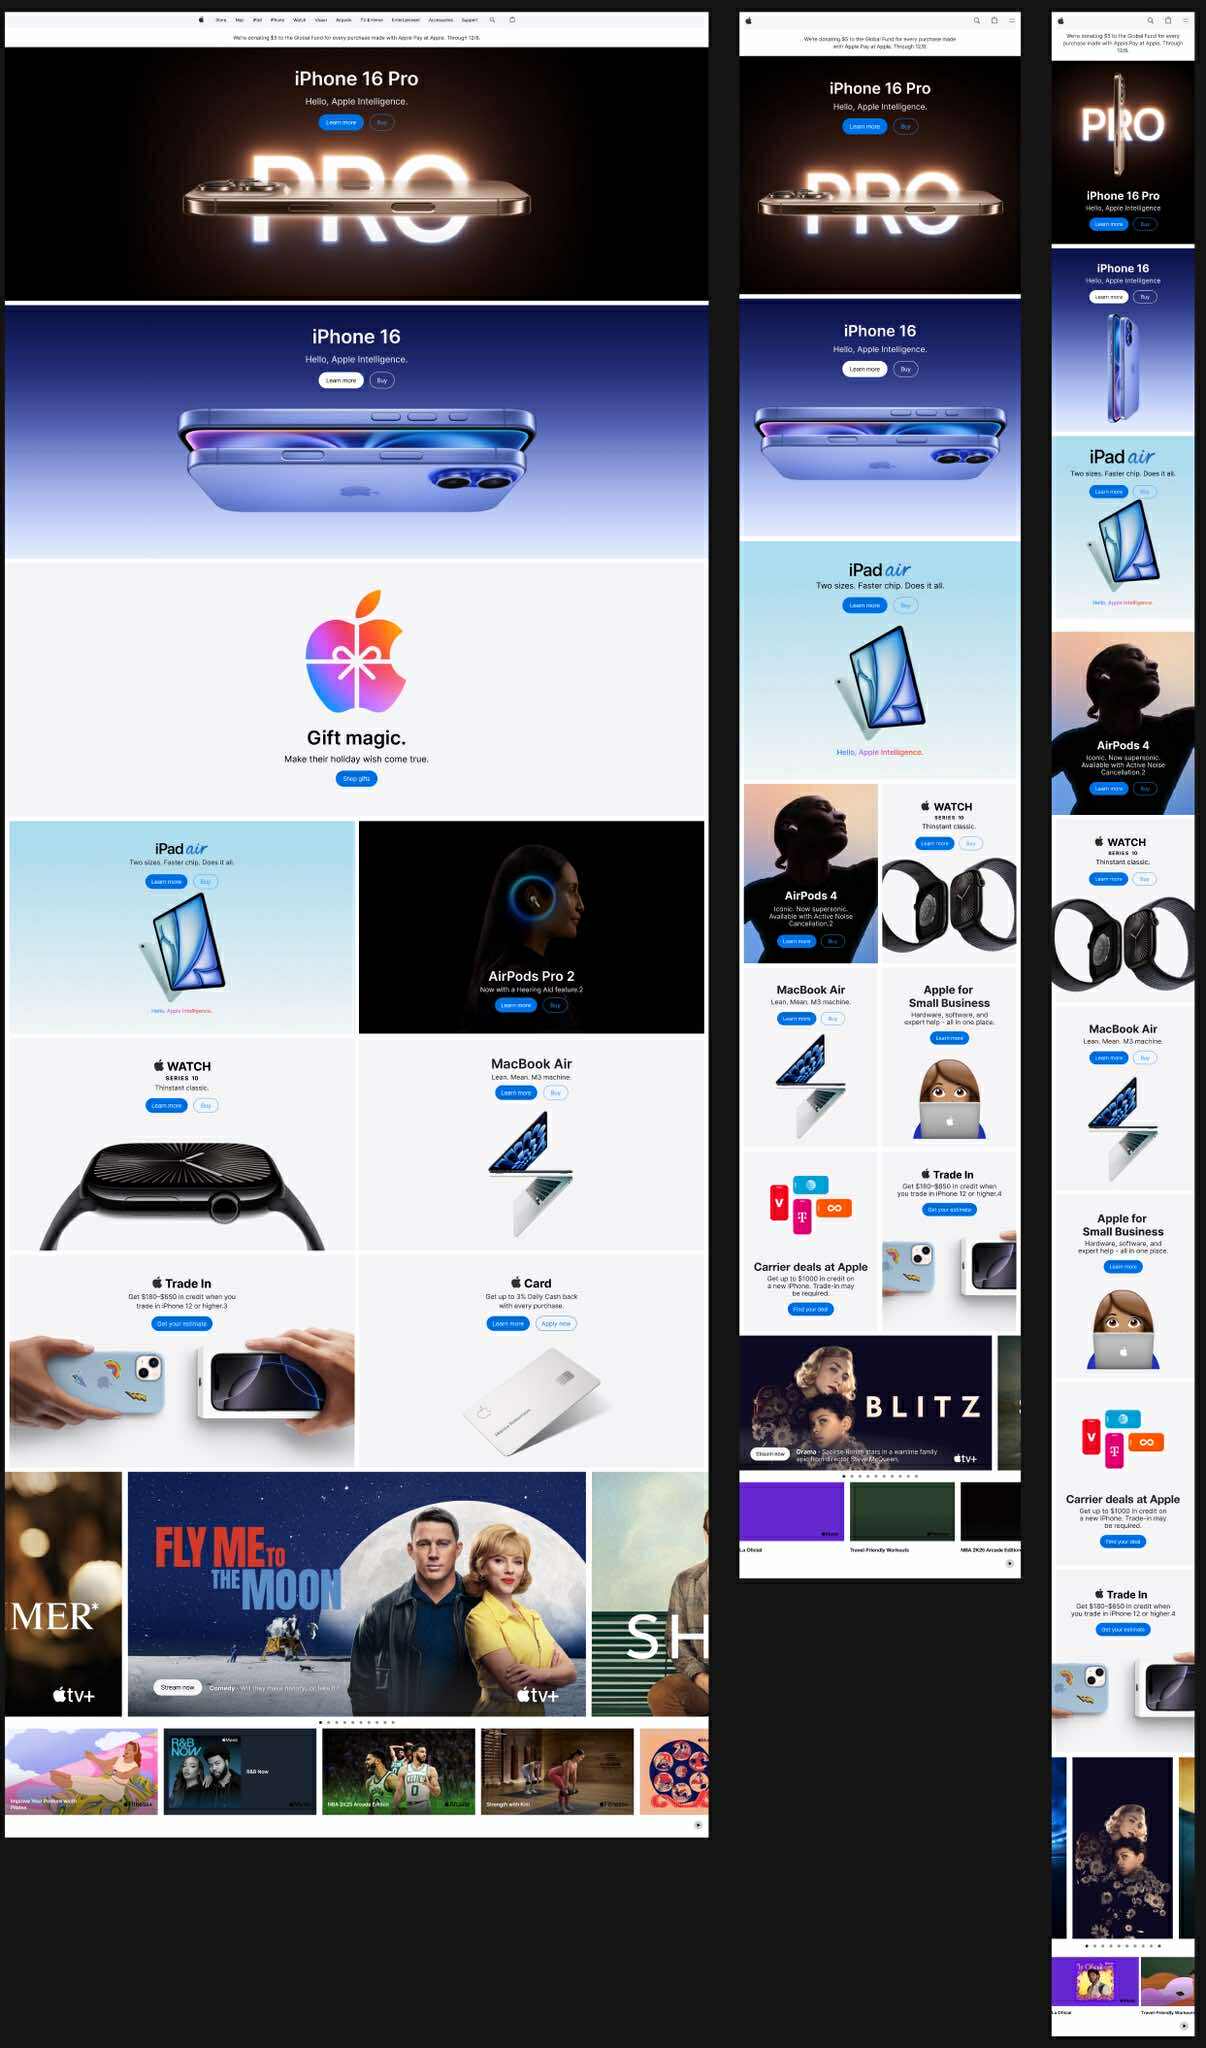 Store Mac iPad iPhone Watch Vision AirPods TV & Home Entertainment Accessories Support
We're donating $3 to the Global Fund for every purchase made with Apple Pay at Apple. Through 12/8.
iPhone 16 Pro
Hello, Apple Intelligence.
Learn more Buy
PRO
iPhone 16
Hello, Apple Intelligence.
Learn more Buy
Gift magic.
Make their holiday wish come true.
Shop gifts
iPad air
Two sizes. Faster chip. Does it all.
Learn more Buy
Hello, Apple Intelligence.
AirPods Pro 2
Now with a Hearing Aid feature.2
Learn more Buy
WATCH
SERIES 10
Thinstant classic.
Learn more Buy
MacBook Air
Lean. Mean. M3 machine.
Learn more Buy
Trade In
Get $180–$650 in credit when you
trade in iPhone 12 or higher.3
Get your estimate
Card
Get up to 3% Daily Cash back
with every purchase.
Learn more Apply now
MER*
tv+
FLY ME TO
THE MOON
Stream now Comedy · Will they make history, or fake it?
tv+
SH
Improve Your Posture with
Pilates
Fitness+
R&B
NOW
Music
R&B Now
NBA 2K25 Arcade Edition
Arcade
Strength with Kim
Fitness+
Music
We're donating $3 to the Global Fund for every purchase made
with Apple Pay at Apple. Through 12/8.
iPhone 16 Pro
Hello, Apple Intelligence.
Learn more Buy
PRO
iPhone 16
Hello, Apple Intelligence.
Learn more Buy
iPad air
Two sizes. Faster chip. Does it all.
Learn more Buy
Hello, Apple Intelligence.
AirPods 4
Iconic. Now supersonic.
Available with Active Noise
Cancellation.2
Learn more Buy
WATCH
SERIES 10
Thinstant classic.
Learn more Buy
MacBook Air
Lean. Mean. M3 machine.
Learn more Buy
Apple for
Small Business
Hardware, software, and
expert help – all in one place.
Learn more
Carrier deals at Apple
Get up to $1000 in credit on
a new iPhone. Trade-in may
be required.
Find your deal
Trade In
Get $180–$650 in credit when
you trade in iPhone 12 or higher.4
Get your estimate
BLITZ
Stream now Drama · Saoirse Ronan stars in a wartime family
epic from director Steve McQueen.
tv+
La Oficial
Travel-Friendly Workouts
NBA 2K25 Arcade Edition
We're donating $3 to the Global Fund for every
purchase made with Apple Pay at Apple. Through
12/8.
PRO
iPhone 16 Pro
Hello, Apple Intelligence
Learn more Buy
iPhone 16
Hello, Apple Intelligence
Learn more Buy
iPad air
Two sizes. Faster chip. Does it all.
Learn more Buy
Hello, Apple Intelligence.
AirPods 4
Iconic. Now supersonic.
Available with Active Noise
Cancellation.2
Learn more Buy
WATCH
SERIES 10
Thinstant classic.
Learn more Buy
MacBook Air
Lean. Mean. M3 machine.
Learn more Buy
Apple for
Small Business
Hardware, software, and
expert help – all in one place.
Learn more
Carrier deals at Apple
Get up to $1000 in credit on
a new iPhone. Trade-in may
be required.
Find your deal
Trade In
Get $180–$650 in credit when
you trade in iPhone 12 or higher.4
Get your estimate
La Oficial
Travel-Friendly Workouts